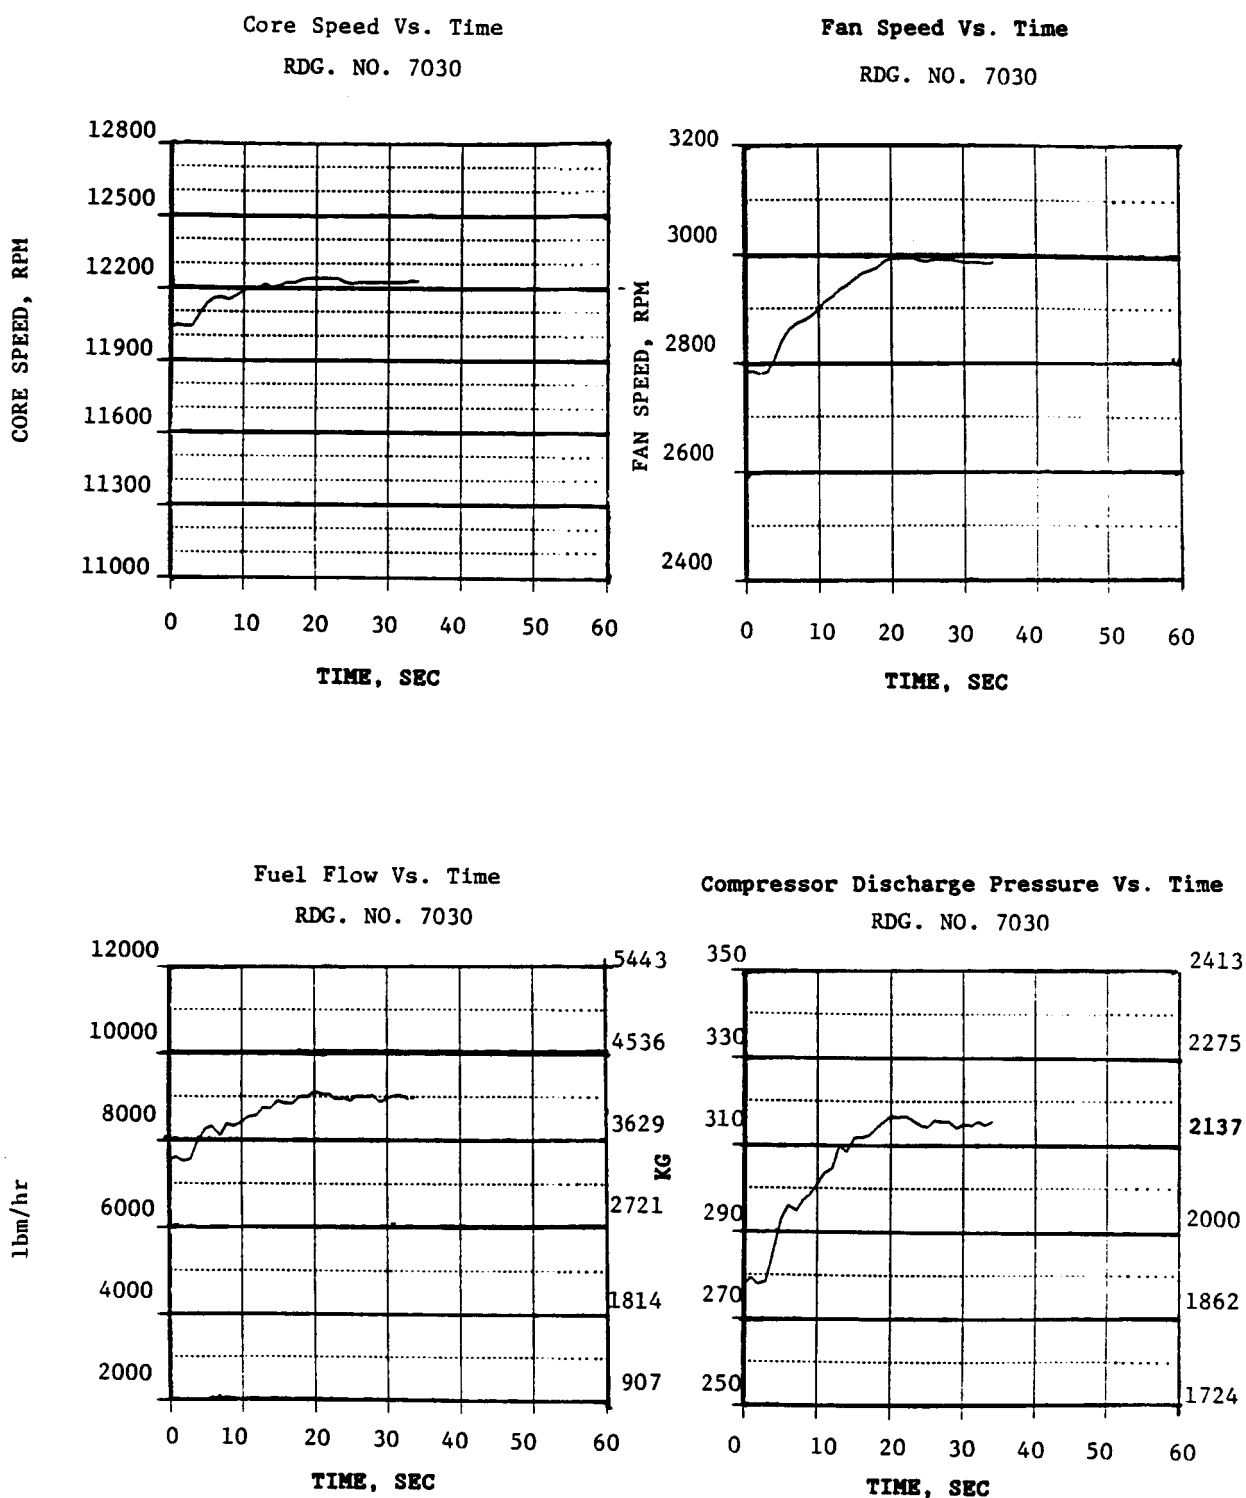 Core Speed Vs. Time
RDG. NO. 7030
12800
12500
12200
11900
11600
11300
11000
CORE SPEED, RPM
0 10 20 30 40 50 60
TIME, SEC
Fan Speed Vs. Time
RDG. NO. 7030
3200
3000
2800
2600
2400
FAN SPEED, RPM
0 10 20 30 40 50 60
TIME, SEC
Fuel Flow Vs. Time
RDG. NO. 7030
12000
10000
8000
6000
4000
2000
lbm/hr
5443
4536
3629
2721
1814
907
KG
0 10 20 30 40 50 60
TIME, SEC
Compressor Discharge Pressure Vs. Time
RDG. NO. 7030
350
330
310
290
270
250
2413
2275
2137
2000
1862
1724
0 10 20 30 40 50 60
TIME, SEC